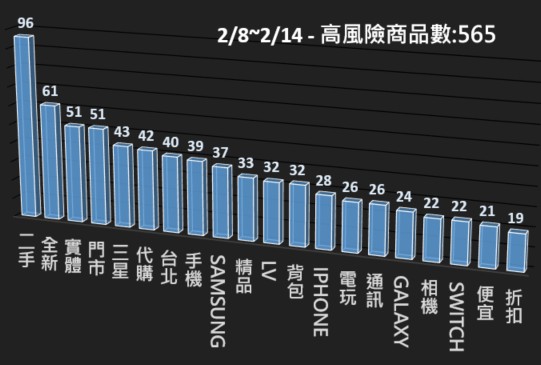 2/8~2/14 - 高風險商品數:565
96 61 51 51 43 42 40 39 37 33 32 32 28 26 26 24 22 22 21 19
二手 全新 實體 門市 三星 代購 台北 手機 SAMSUNG 精品 LV 背包 IPHONE 電玩 通訊 GALAXY 相機 SWITCH 便宜 折扣